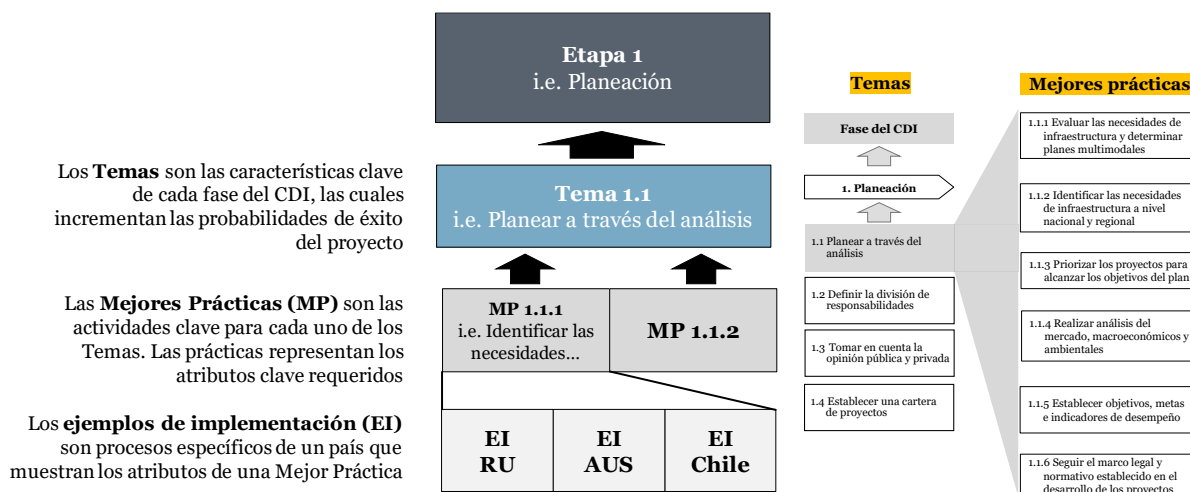 Etapa 1
i.e. Planeación
Los Temas son las características clave
de cada fase del CDI, las cuales
incrementan las probabilidades de éxito
del proyecto
Tema 1.1
i.e. Planear a través del análisis
Las Mejores Prácticas (MP) son las
actividades clave para cada uno de los
Temas. Las prácticas representan los
atributos clave requeridos
MP 1.1.1
i.e. Identificar las
necesidades...
MP 1.1.2
Los ejemplos de implementación (EI)
son procesos específicos de un país que
muestran los atributos de una Mejor Práctica
EI
RU
EI
AUS
EI
Chile
Temas
Fase del CDI
1. Planeación
1.1 Planear a través del
análisis
1.2 Definir la división de
responsabilidades
1.3 Tomar en cuenta la
opinión pública y privada
1.4 Establecer una cartera
de proyectos
Mejores prácticas
1.1.1 Evaluar las necesidades de
infraestructura y determinar
planes multimodales
1.1.2 Identificar las necesidades
de infraestructura a nivel
nacional y regional
1.1.3 Priorizar los proyectos para
alcanzar los objetivos del plan
1.1.4 Realizar análisis del
mercado, macroeconómicos y
ambientales
1.1.5 Establecer objetivos, metas
e indicadores de desempeño
1.1.6 Seguir el marco legal y
normativo establecido en el
desarrollo de los proyectos